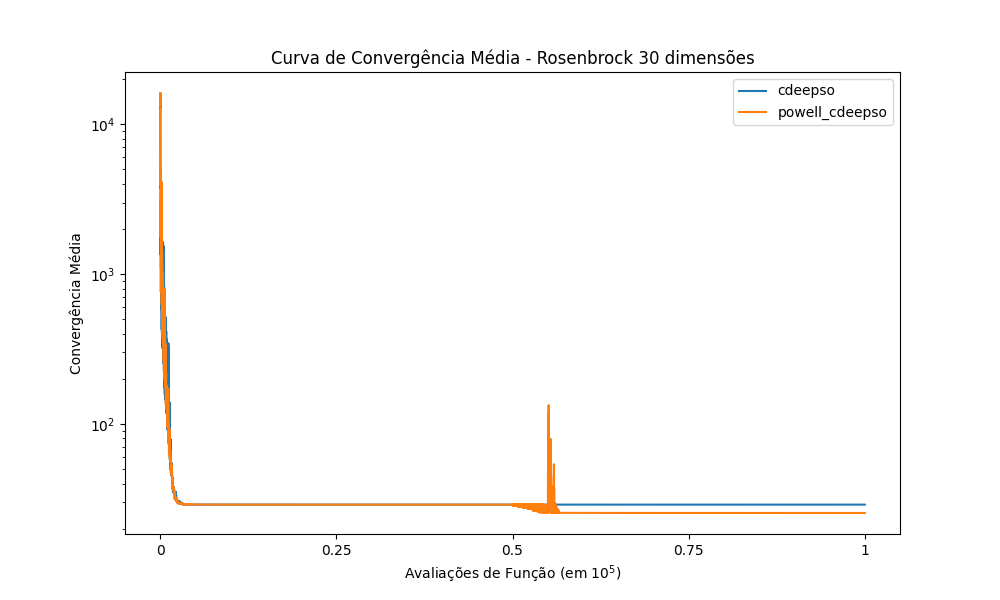 Curva de Convergência Média - Rosenbrock 30 dimensões
cdeepso
powell_cdeepso
Convergência Média
10^4
10^3
10^2
0
0.25
0.5
0.75
1
Avaliações de Função (em 10^5)